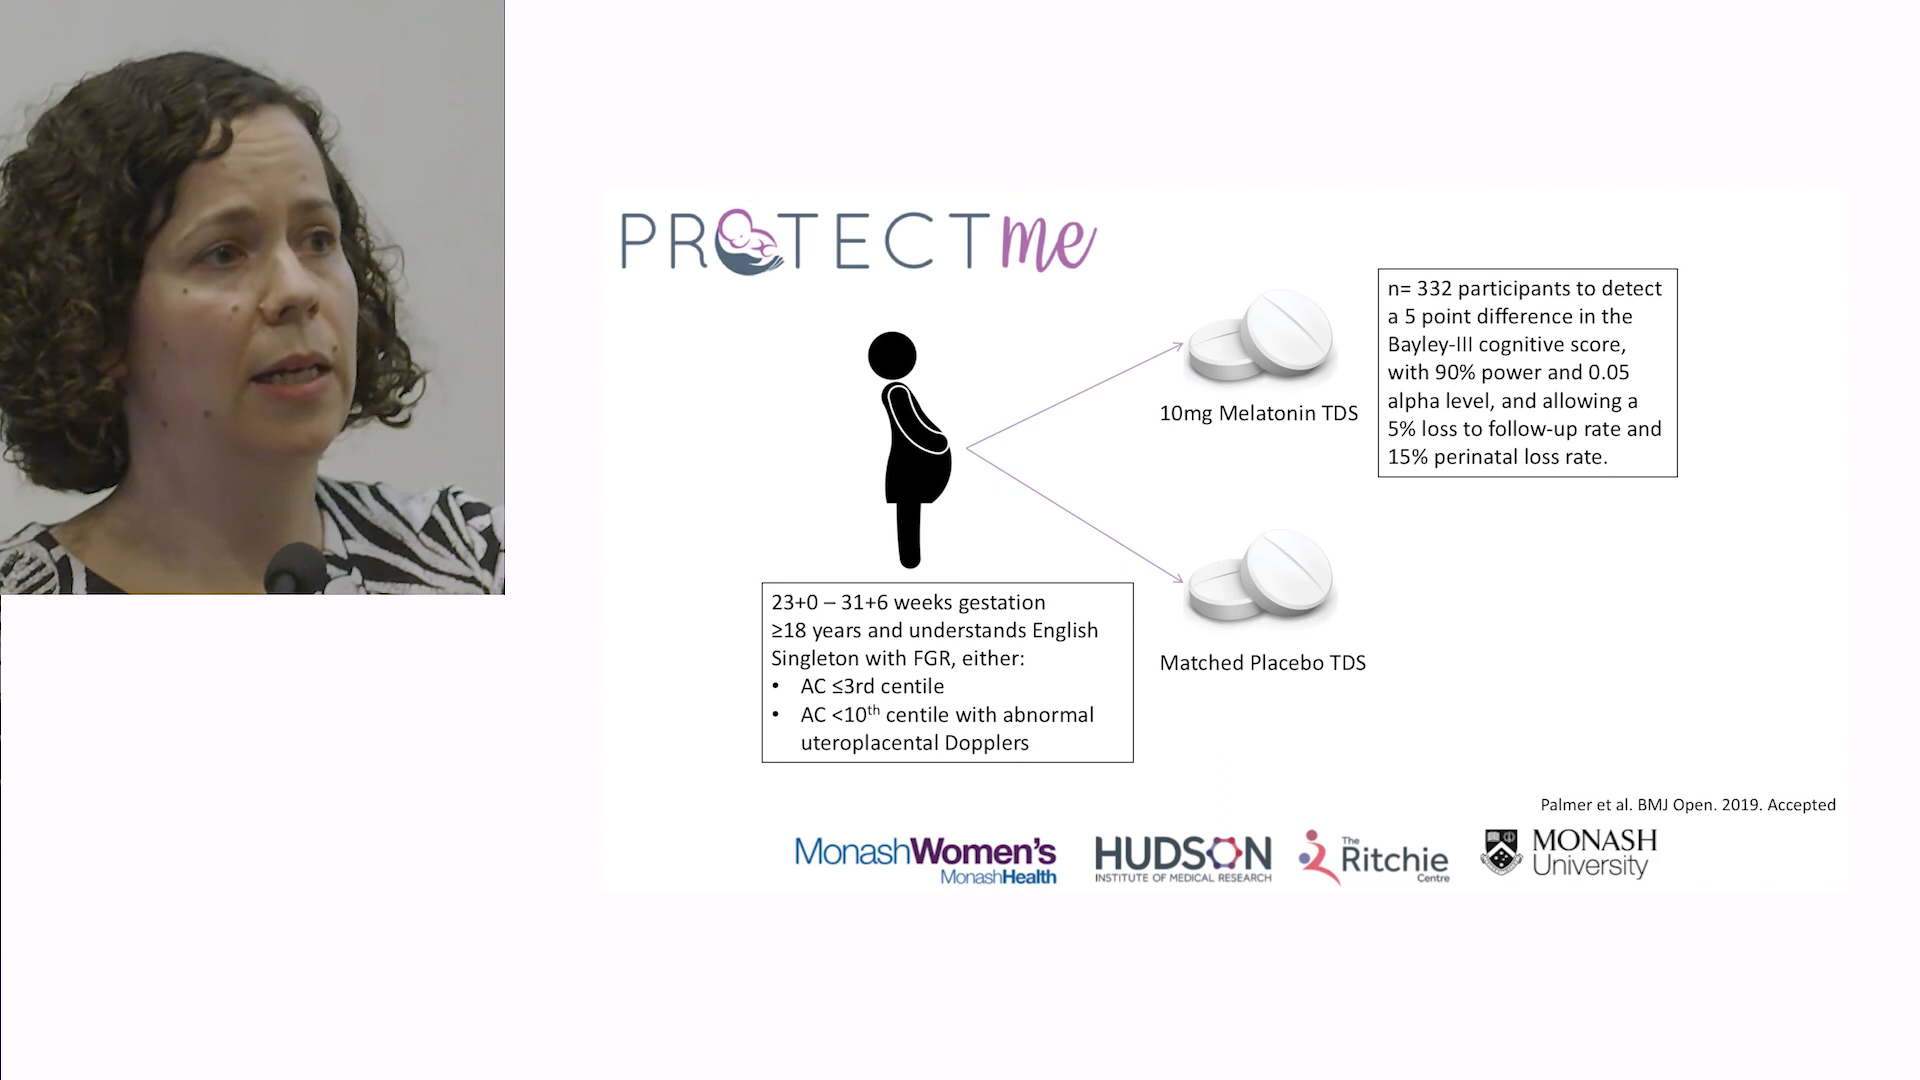 PROTECTme
n= 332 participants to detect
a 5 point difference in the
Bayley-III cognitive score,
with 90% power and 0.05
alpha level, and allowing a
5% loss to follow-up rate and
15% perinatal loss rate.
10mg Melatonin TDS
23+0 – 31+6 weeks gestation
≥18 years and understands English
Singleton with FGR, either:
• AC ≤3rd centile
• AC <10th centile with abnormal
uteroplacental Dopplers
Matched Placebo TDS
Palmer et al. BMJ Open. 2019. Accepted
MonashWomen's
MonashHealth
HUDSON
INSTITUTE OF MEDICAL RESEARCH
The
Ritchie
Centre
MONASH
University